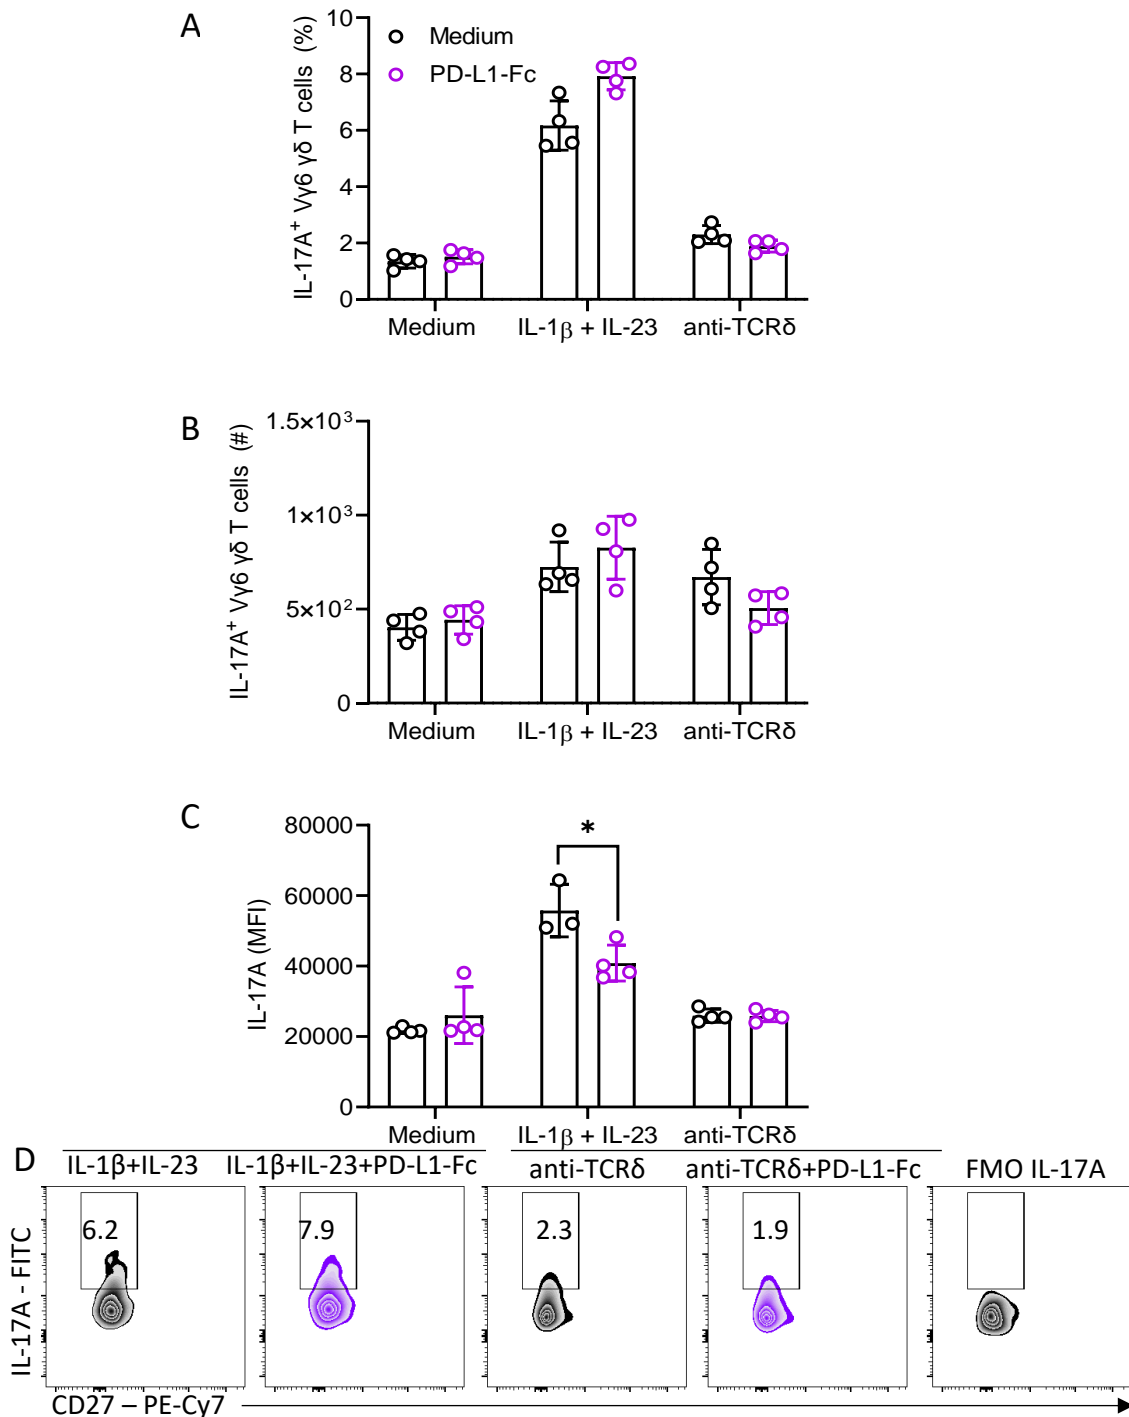 A
IL-17A⁺ Vγ6 γδ T cells (%)
10
8
6
4
2
0
Medium
PD-L1-Fc
Medium
IL-1β + IL-23
anti-TCRδ
B
IL-17A⁺ Vγ6 γδ T cells (#)
1.5×10³
1×10³
5×10²
0
Medium
IL-1β + IL-23
anti-TCRδ
C
IL-17A (MFI)
80000
60000
40000
20000
0
*
Medium
IL-1β + IL-23
anti-TCRδ
D
IL-1β+IL-23
IL-1β+IL-23+PD-L1-Fc
anti-TCRδ
anti-TCRδ+PD-L1-Fc
FMO IL-17A
IL-17A - FITC
6.2
7.9
2.3
1.9
CD27 – PE-Cy7